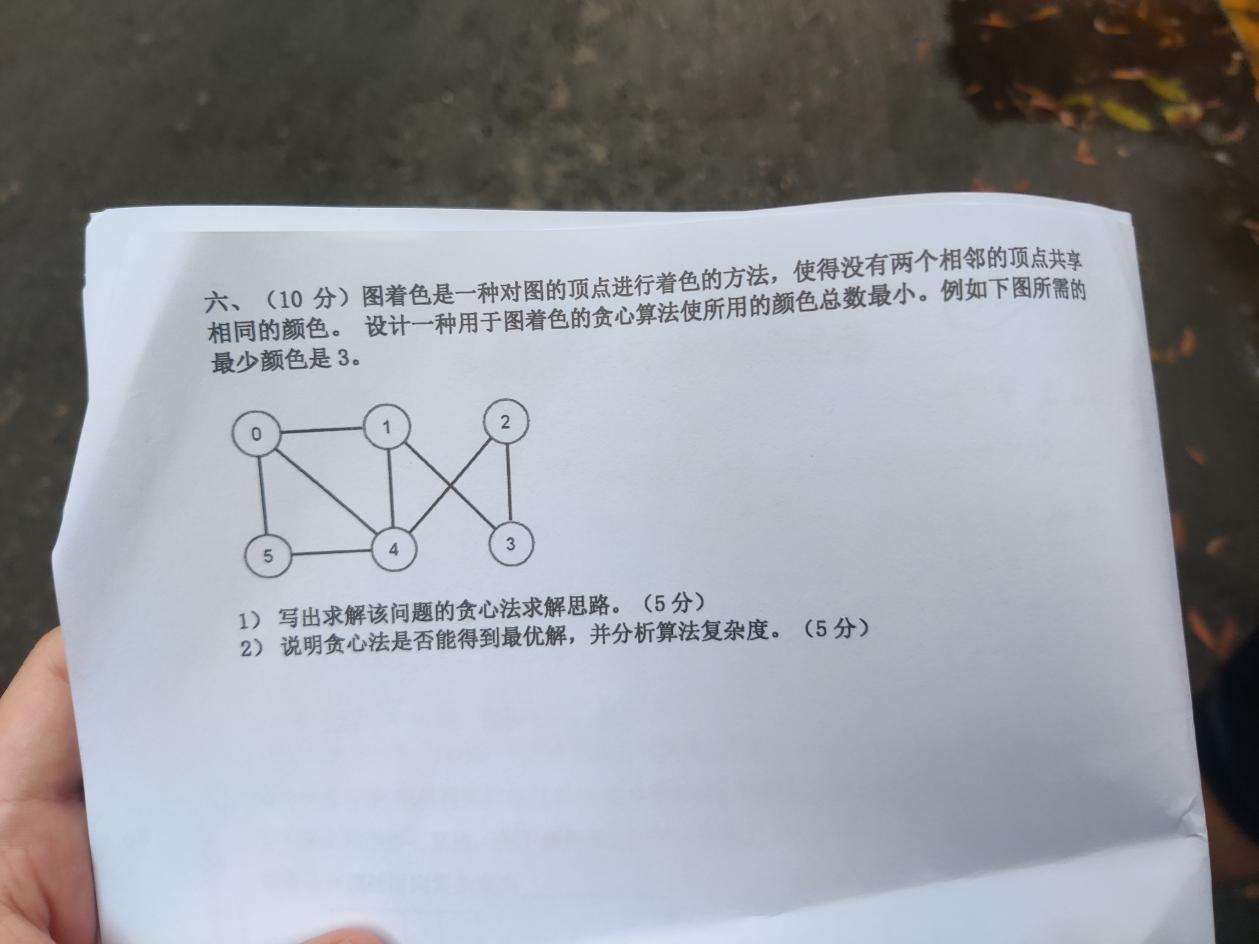 六、（10 分）图着色是一种对图的顶点进行着色的方法，使得没有两个相邻的顶点共享
相同的颜色。 设计一种用于图着色的贪心算法使所用的颜色总数最小。例如下图所需的
最少颜色是 3。
0 1 2
5 4 3
1） 写出求解该问题的贪心法求解思路。（5 分）
2） 说明贪心法是否能得到最优解，并分析算法复杂度。（5 分）